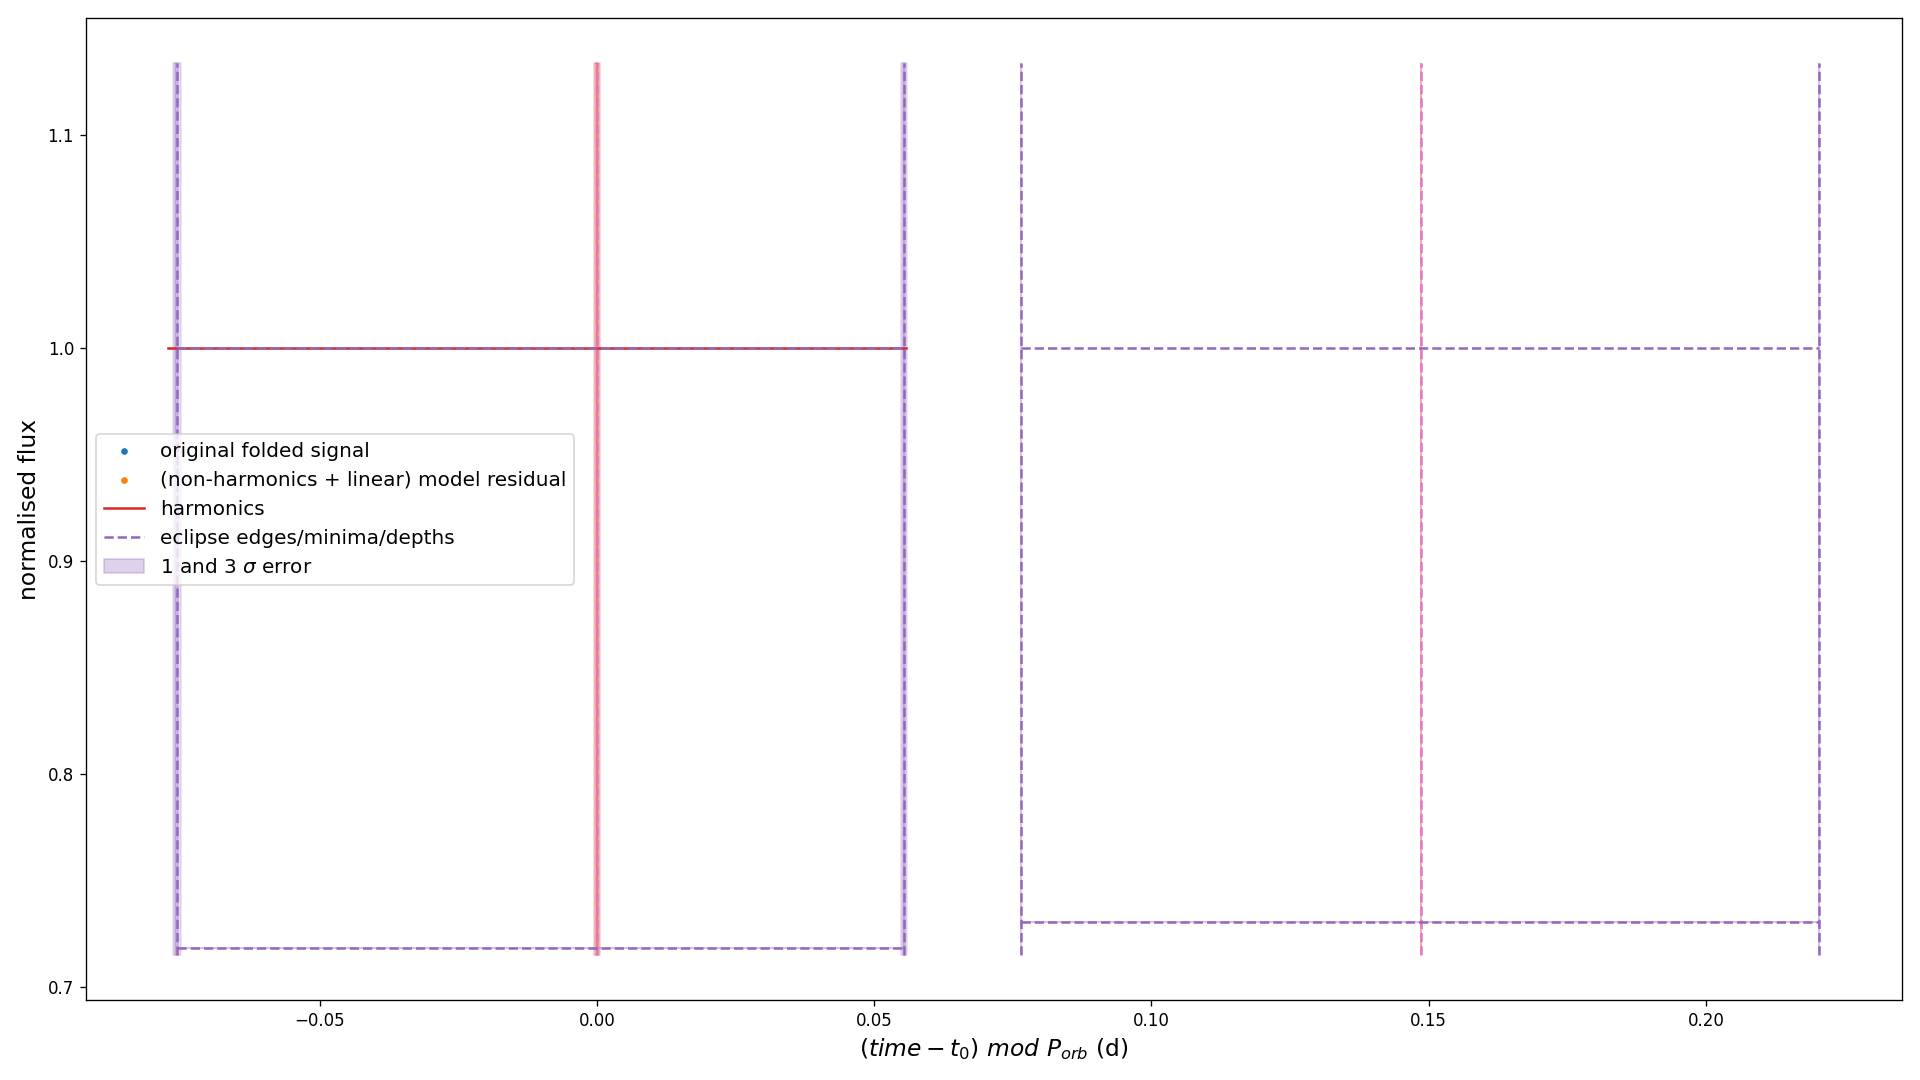 normalised flux
1.1
1.0
0.9
0.8
0.7
original folded signal
(non-harmonics + linear) model residual
harmonics
eclipse edges/minima/depths
1 and 3 σ error
−0.05
0.00
0.05
0.10
0.15
0.20
(time − t₀) mod Pₒᵣb (d)